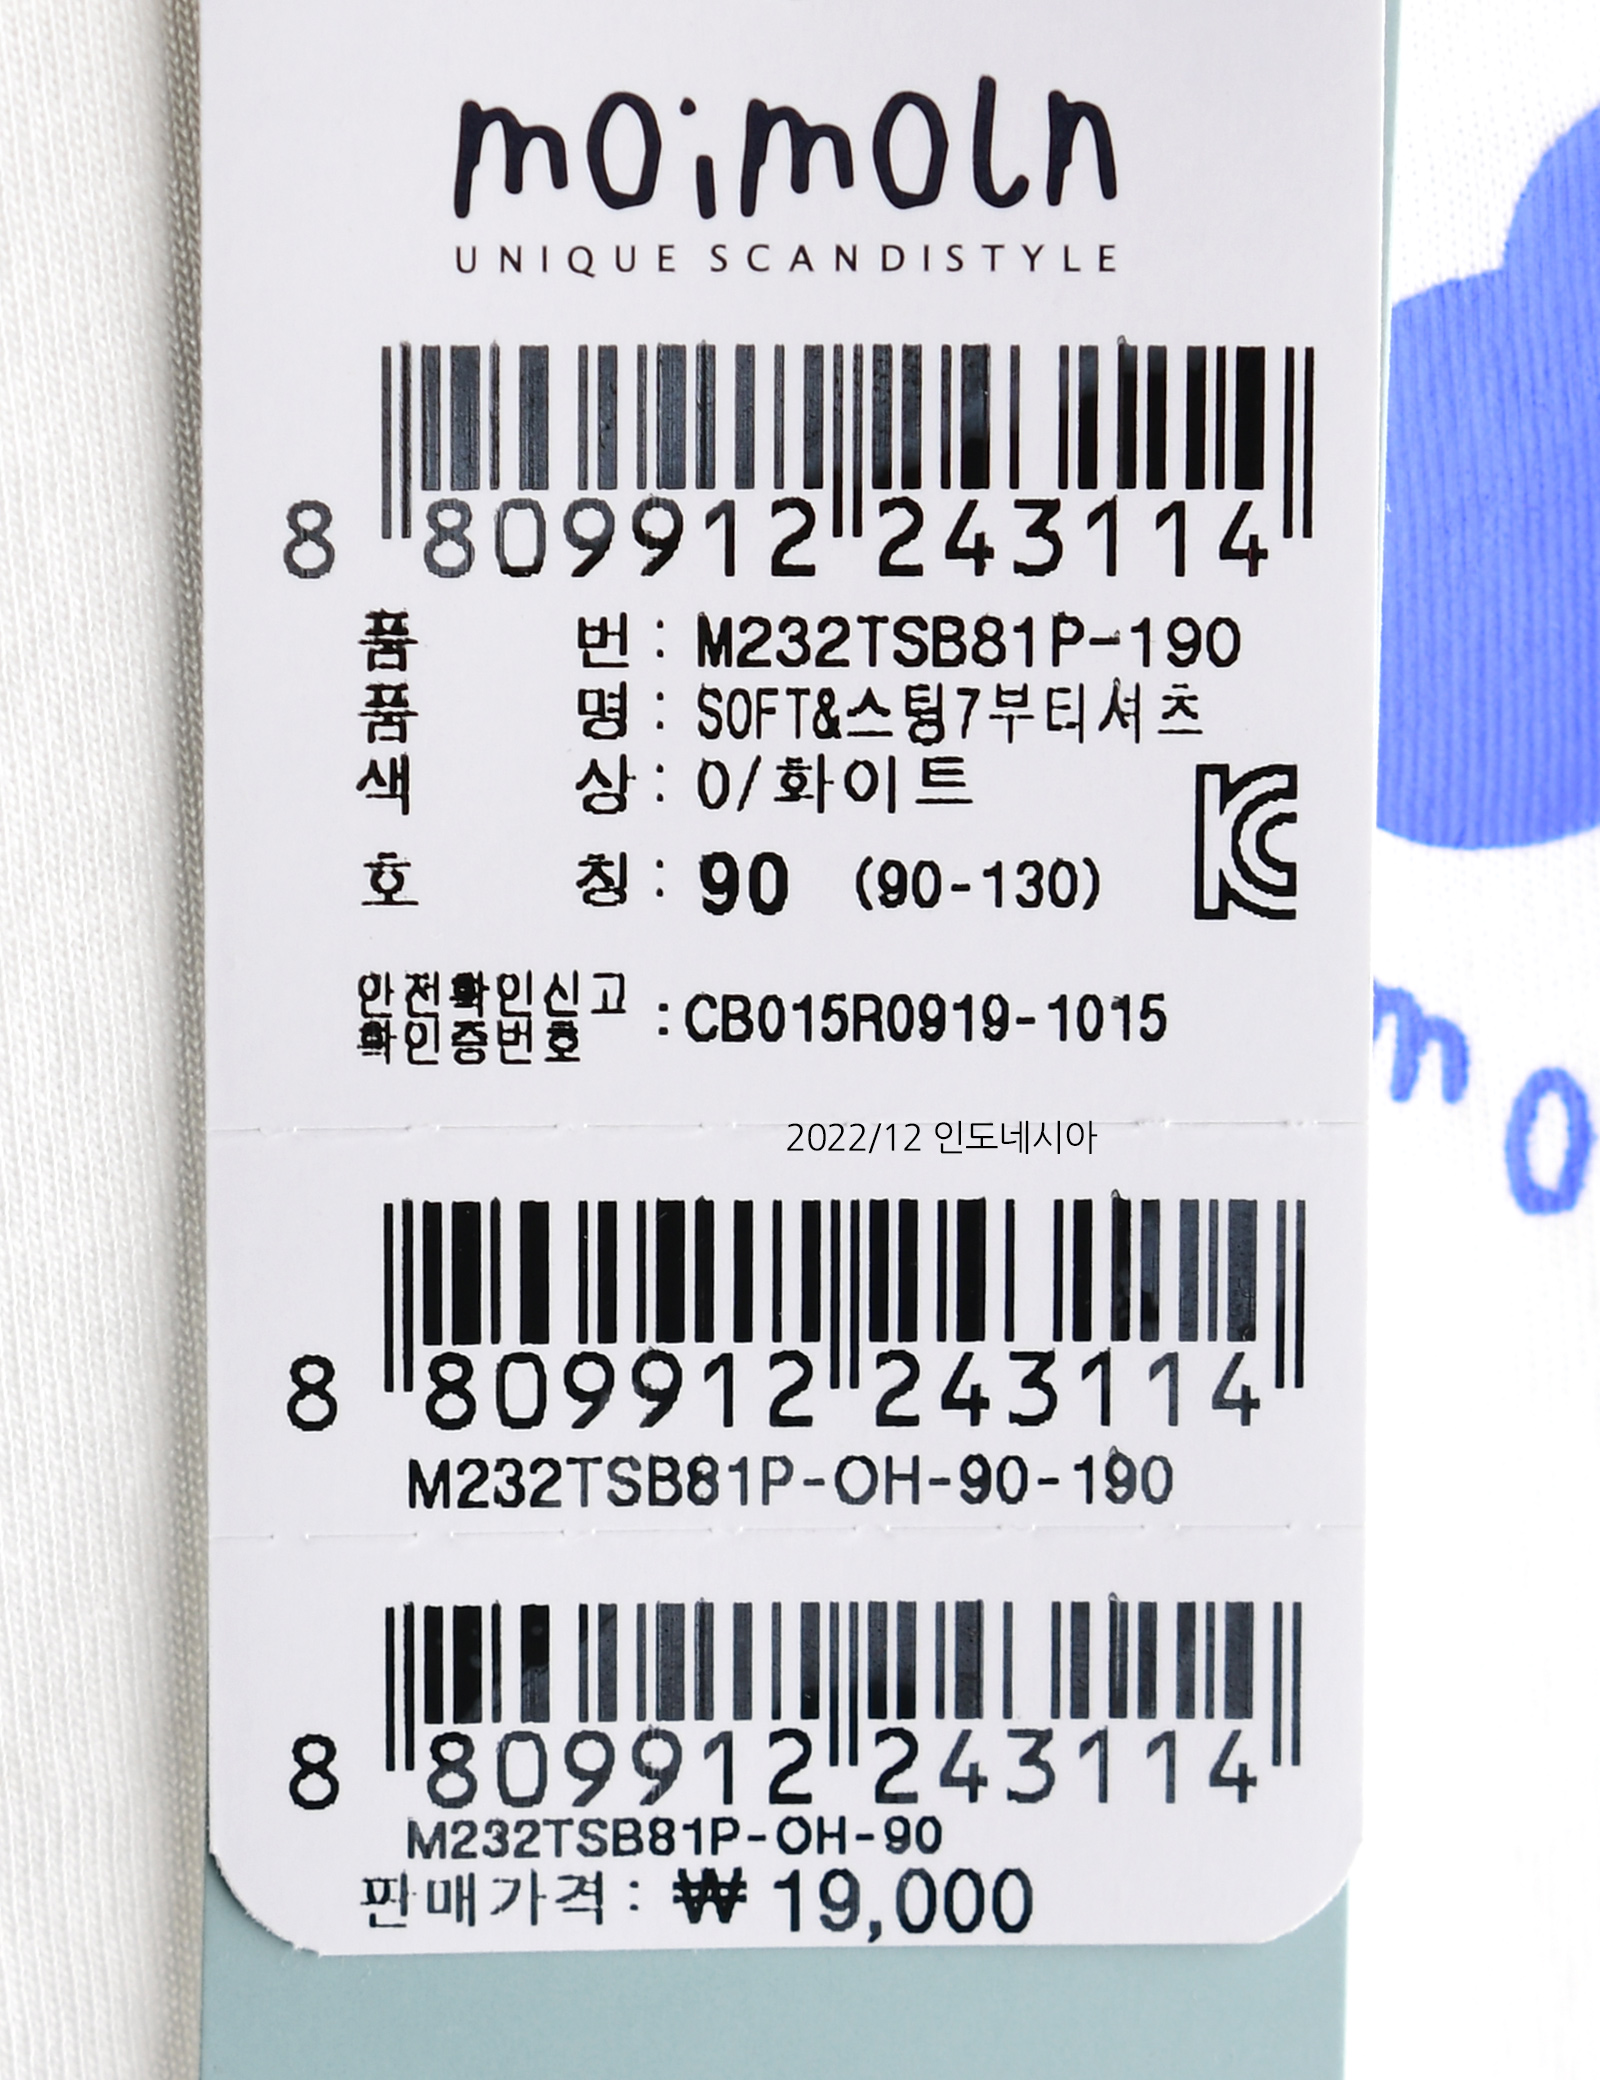 moimoln
UNIQUE SCANDISTYLE
8 809912 243114
품 번 : M232TSB81P-190
품 명 : SOFT&스팅7부티셔츠
색 상 : 0/화이트
호 칭 : 90 (90-130)
안전확인신고
확인증번호 : CB015R0919-1015
2022/12 인도네시아
8 809912 243114
M232TSB81P-OH-90-190
8 809912 243114
M232TSB81P-OH-90
판매가격 : ₩ 19,000
m o